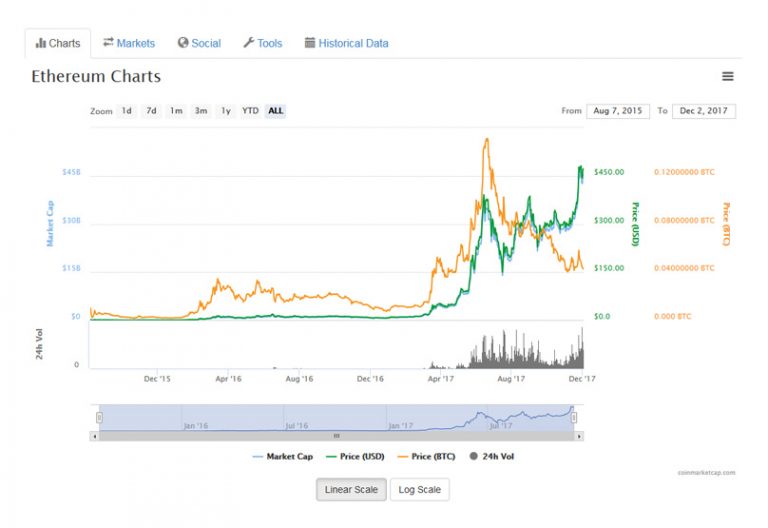 Charts Markets Social Tools Historical Data
Ethereum Charts
Zoom 1d 7d 1m 3m 1y YTD ALL From Aug 7, 2015 To Dec 2, 2017
$45B $450.00 0.12000000 BTC
Market Cap Price (USD) Price (BTC)
$30B $300.00 0.08000000 BTC
$15B $150.00 0.04000000 BTC
$0 $0.0 0.000 BTC
24h Vol
0
Dec '15 Apr '16 Aug '16 Dec '16 Apr '17 Aug '17 Dec '17
Jan '16 Jul '16 Jan '17 Jul '17
Market Cap Price (USD) Price (BTC) 24h Vol
coinmarketcap.com
Linear Scale Log Scale